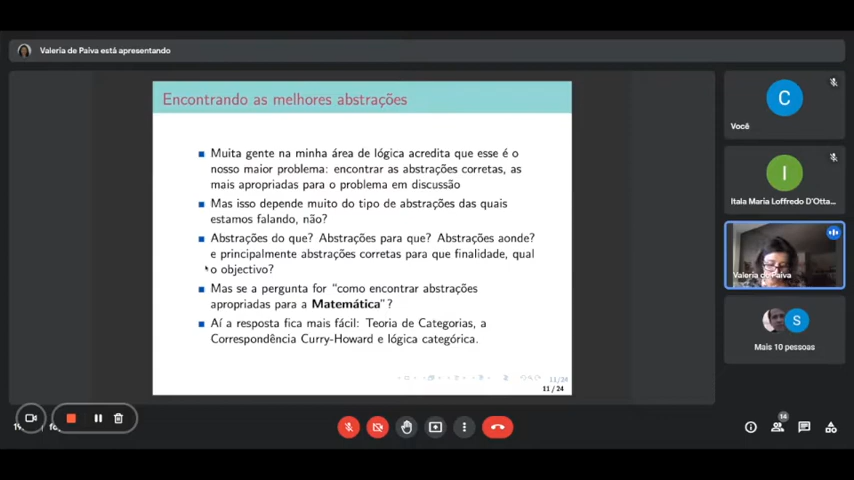 Valeria de Paiva está apresentando
Encontrando as melhores abstrações
Muita gente na minha área de lógica acredita que esse é o
nosso maior problema: encontrar as abstrações corretas, as
mais apropriadas para o problema em discussão
Mas isso depende muito do tipo de abstrações das quais
estamos falando, não?
Abstrações do que? Abstrações para que? Abstrações aonde?
e principalmente abstrações corretas para que finalidade, qual
o objectivo?
Mas se a pergunta for “como encontrar abstrações
apropriadas para a Matemática”?
Aí a resposta fica mais fácil: Teoria de Categorias, a
Correspondência Curry-Howard e lógica categórica.
11/24
11 / 24
C
Você
I
Itala Maria Loffredo D'Otta...
Valeria de Paiva
S
Mais 10 pessoas
14